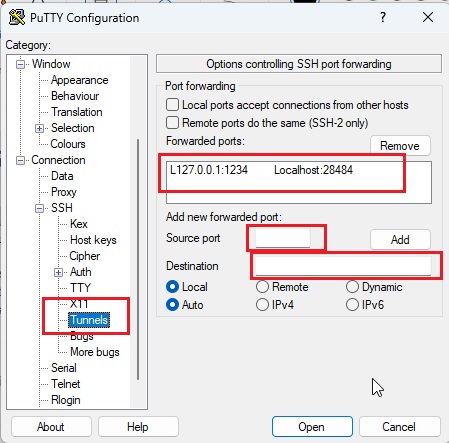 PuTTY Configuration
Category:
Window
Appearance
Behaviour
Translation
Selection
Colours
Connection
Data
Proxy
SSH
Kex
Host keys
Cipher
Auth
TTY
X11
Tunnels
Bugs
More bugs
Serial
Telnet
Rlogin
Options controlling SSH port forwarding
Port forwarding
Local ports accept connections from other hosts
Remote ports do the same (SSH-2 only)
Forwarded ports:
Remove
L127.0.0.1:1234 Localhost:28484
Add new forwarded port:
Source port
Add
Destination
Local Remote Dynamic
Auto IPv4 IPv6
About Help Open Cancel